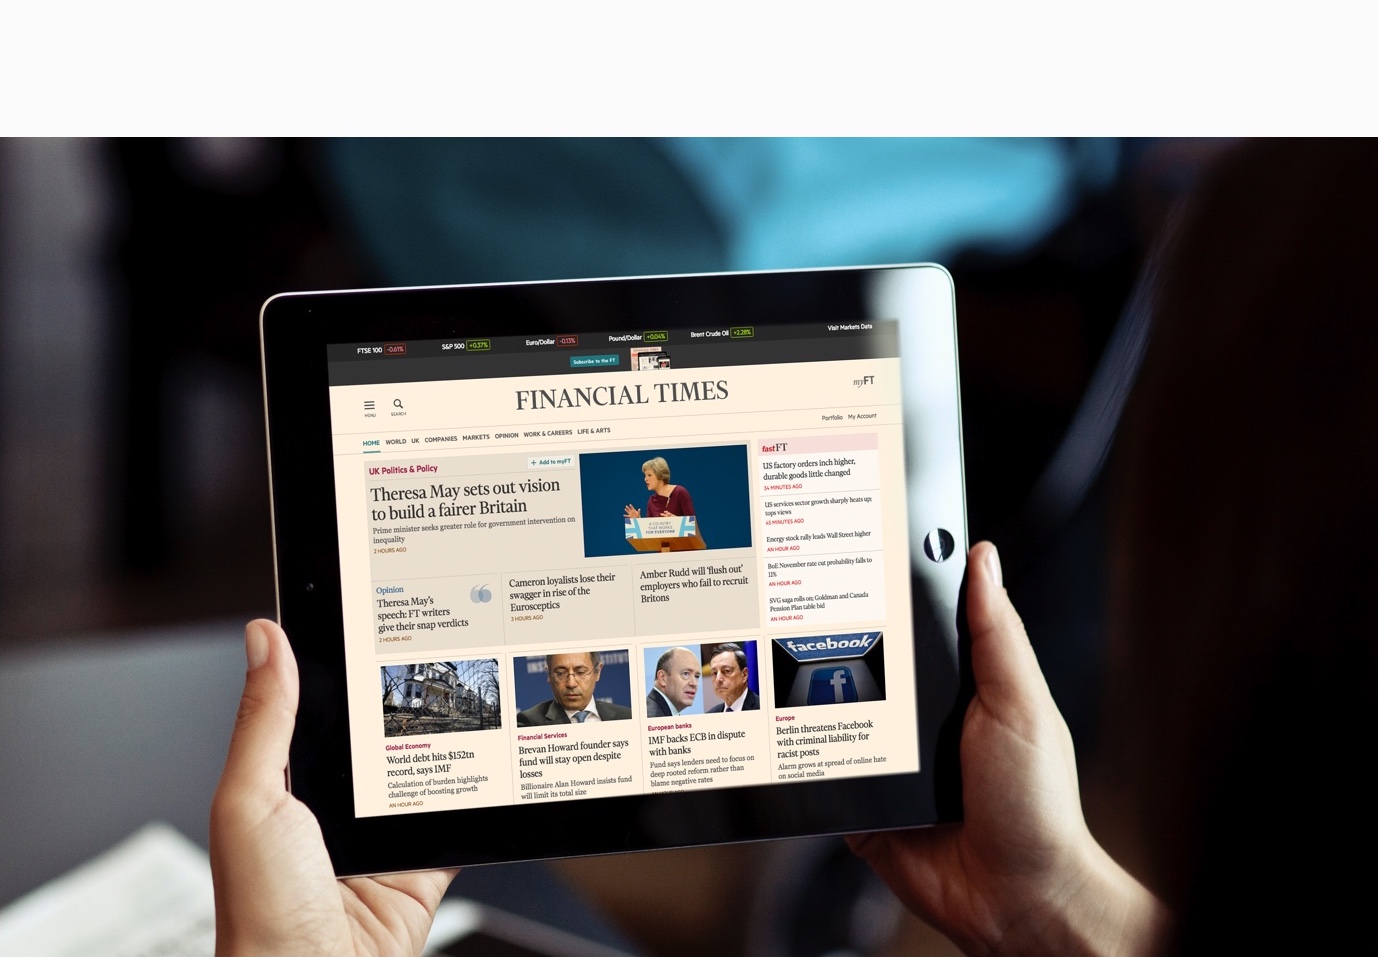 FTSE 100 -0.61% S&P 500 +0.37% Euro/Dollar -0.13% Pound/Dollar +0.04% Brent Crude Oil +2.28% Visit Markets Data
Subscribe to the FT
MENU
SEARCH
FINANCIAL TIMES
myFT
HOME WORLD UK COMPANIES MARKETS OPINION WORK & CAREERS LIFE & ARTS
Portfolio My Account
UK Politics & Policy
+ Add to myFT
Theresa May sets out vision
to build a fairer Britain
Prime minister seeks greater role for government intervention on
inequality
2 HOURS AGO
A COUNTRY
THAT WORKS
FOR EVERYONE
Opinion
Theresa May's
speech: FT writers
give their snap verdicts
2 HOURS AGO
Cameron loyalists lose their
swagger in rise of the
Eurosceptics
3 HOURS AGO
Amber Rudd will 'flush out'
employers who fail to recruit
Britons
fastFT
US factory orders inch higher,
durable goods little changed
34 MINUTES AGO
US services sector growth sharply heats up;
tops views
45 MINUTES AGO
Energy stock rally leads Wall Street higher
AN HOUR AGO
BoE November rate cut probability falls to
11%
AN HOUR AGO
SVG saga rolls on; Goldman and Canada
Pension Plan table bid
AN HOUR AGO
Global Economy
World debt hits $152tn
record, says IMF
Calculation of burden highlights
challenge of boosting growth
AN HOUR AGO
Financial Services
Brevan Howard founder says
fund will stay open despite
losses
Billionaire Alan Howard insists fund
will limit its total size
European banks
IMF backs ECB in dispute
with banks
Fund says lenders need to focus on
deep rooted reform rather than
blame negative rates
facebook
f
Europe
Berlin threatens Facebook
with criminal liability for
racist posts
Alarm grows at spread of online hate
on social media